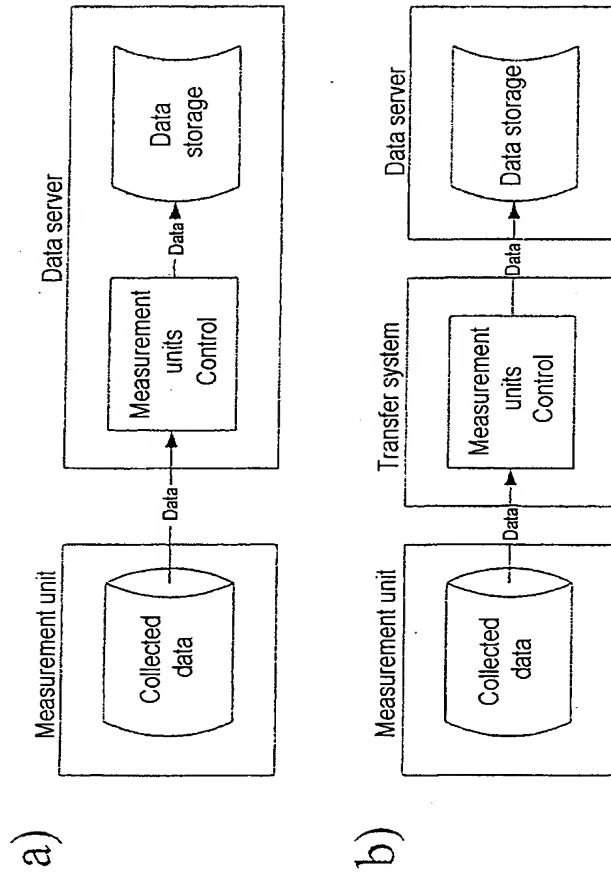 a)
Measurement unit
Collected
data
Data
Data server
Measurement
units
Control
Data
Data
storage
b)
Measurement unit
Collected
data
Data
Transfer system
Measurement
units
Control
Data
Data server
Data storage